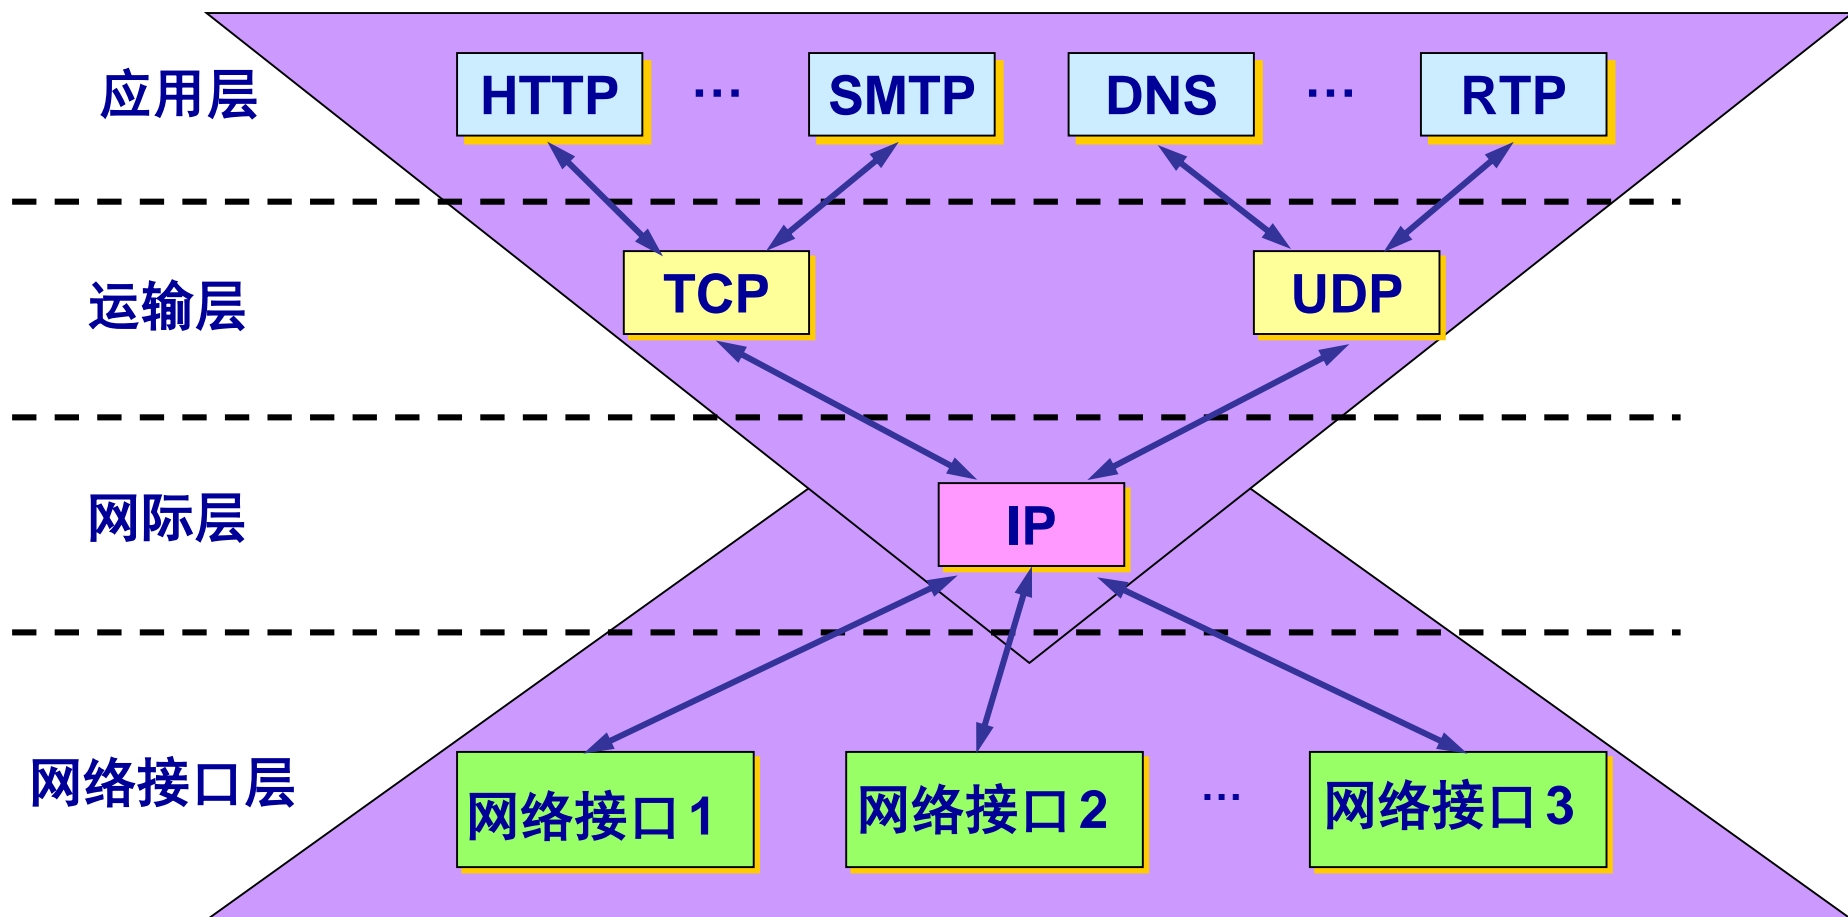 应用层 HTTP … SMTP DNS … RTP
运输层 TCP UDP
网际层 IP
网络接口层 网络接口1 网络接口2 … 网络接口3